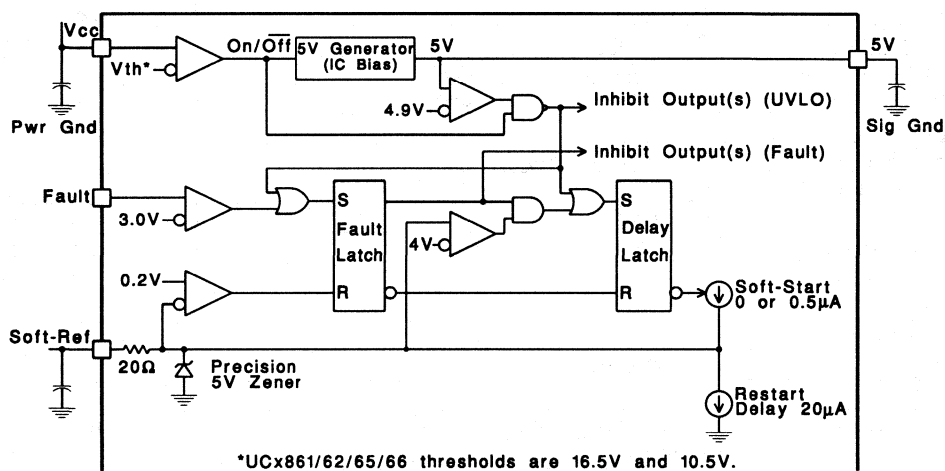 Vcc
On/O̅f̅f̅
5V Generator
(IC Bias)
5V
5V
Vth*
4.9V
Inhibit Output(s) (UVLO)
Pwr Gnd
Sig Gnd
Inhibit Output(s) (Fault)
Fault
3.0V
S
Fault
Latch
R
4V
S
Delay
Latch
R
0.2V
Soft-Start
0 or 0.5μA
Soft-Ref
20Ω
Precision
5V Zener
Restart
Delay 20μA
*UCx861/62/65/66 thresholds are 16.5V and 10.5V.